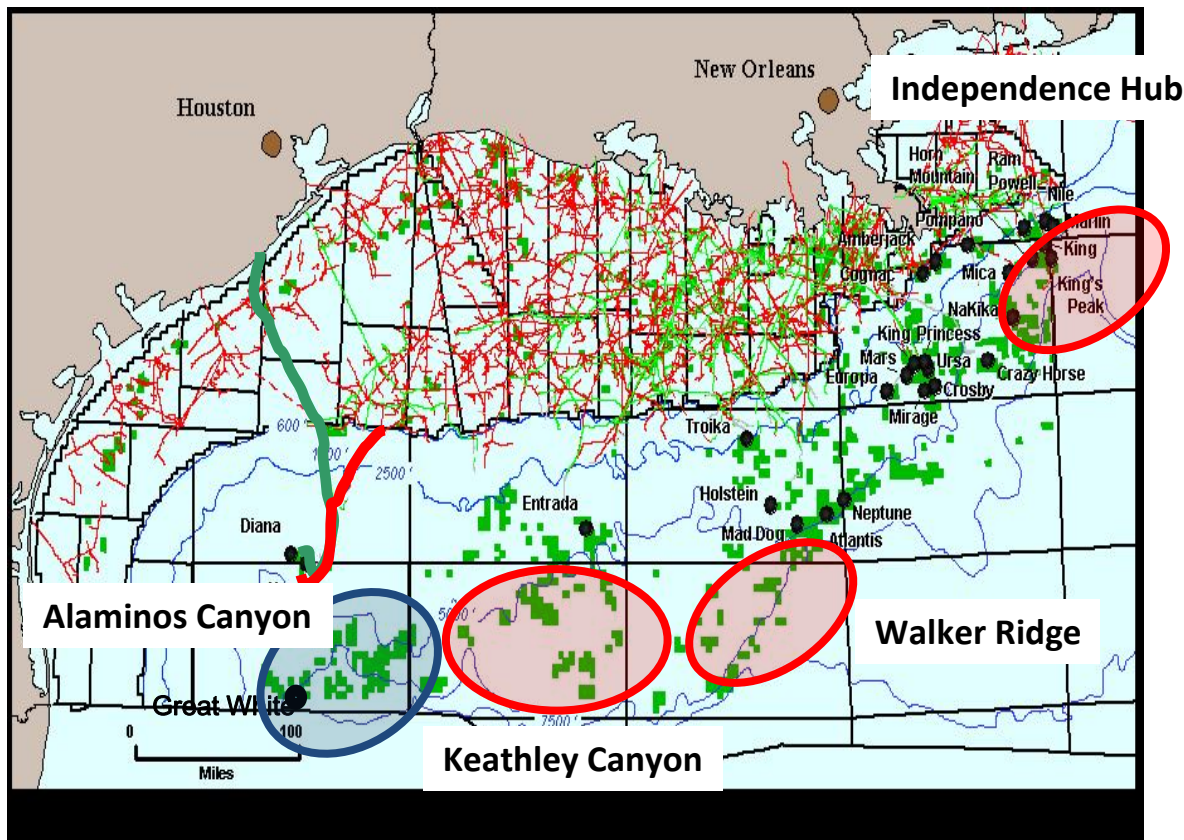 New Orleans
Independence Hub
Houston
Horn
Mountain
Ram
Powell
Nile
Pompano
Marlin
Amberjack
King
Cognac
Mica
King's
Peak
NaKika
King Princess
Mars
Ursa
Europa
Crazy Horse
Crosby
Mirage
600 '
Troika
2500 '
Entrada
Holstein
Diana
Neptune
Mad Dog
Atlantis
Alaminos Canyon
Walker Ridge
Great White
7500 '
0
100
Miles
Keathley Canyon